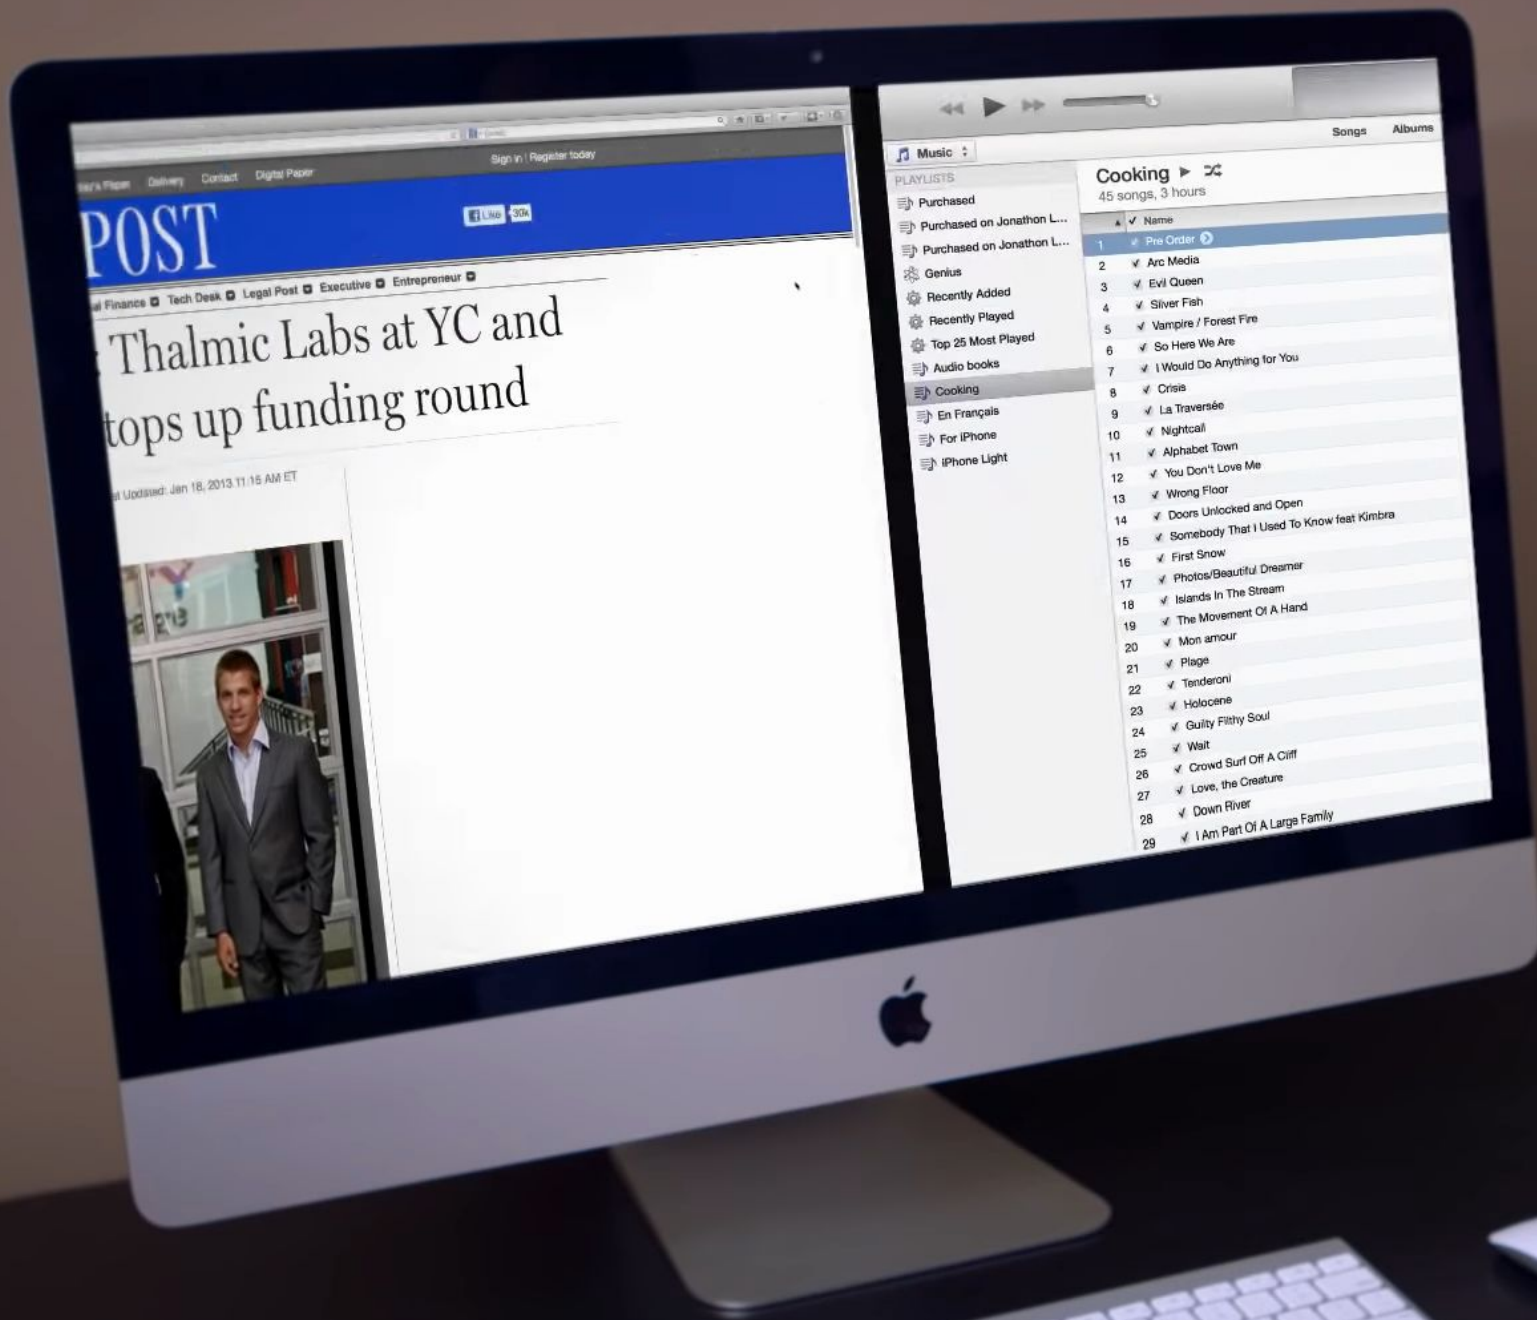 Paper Delivery Contact Digital Paper
Sign in | Register today
POST
Like 30k
Finance Tech Desk Legal Post Executive Entrepreneur
: Thalmic Labs at YC and
tops up funding round
Updated: Jan 18, 2013 11:15 AM ET
Music
Songs Albums
PLAYLISTS
Purchased
Purchased on Jonathon L...
Purchased on Jonathon L...
Genius
Recently Added
Recently Played
Top 25 Most Played
Audio books
Cooking
En Français
For iPhone
iPhone Light
Cooking
45 songs, 3 hours
✓ Name
1 ✓ Pre Order
2 ✓ Arc Media
3 ✓ Evil Queen
4 ✓ Silver Fish
5 ✓ Vampire / Forest Fire
6 ✓ So Here We Are
7 ✓ I Would Do Anything for You
8 ✓ Crisis
9 ✓ La Traversée
10 ✓ Nightcall
11 ✓ Alphabet Town
12 ✓ You Don't Love Me
13 ✓ Wrong Floor
14 ✓ Doors Unlocked and Open
15 ✓ Somebody That I Used To Know feat Kimbra
16 ✓ First Snow
17 ✓ Photos/Beautiful Dreamer
18 ✓ Islands In The Stream
19 ✓ The Movement Of A Hand
20 ✓ Mon amour
21 ✓ Plage
22 ✓ Tenderoni
23 ✓ Holocene
24 ✓ Guilty Filthy Soul
25 ✓ Wait
26 ✓ Crowd Surf Off A Cliff
27 ✓ Love, the Creature
28 ✓ Down River
29 ✓ I Am Part Of A Large Family